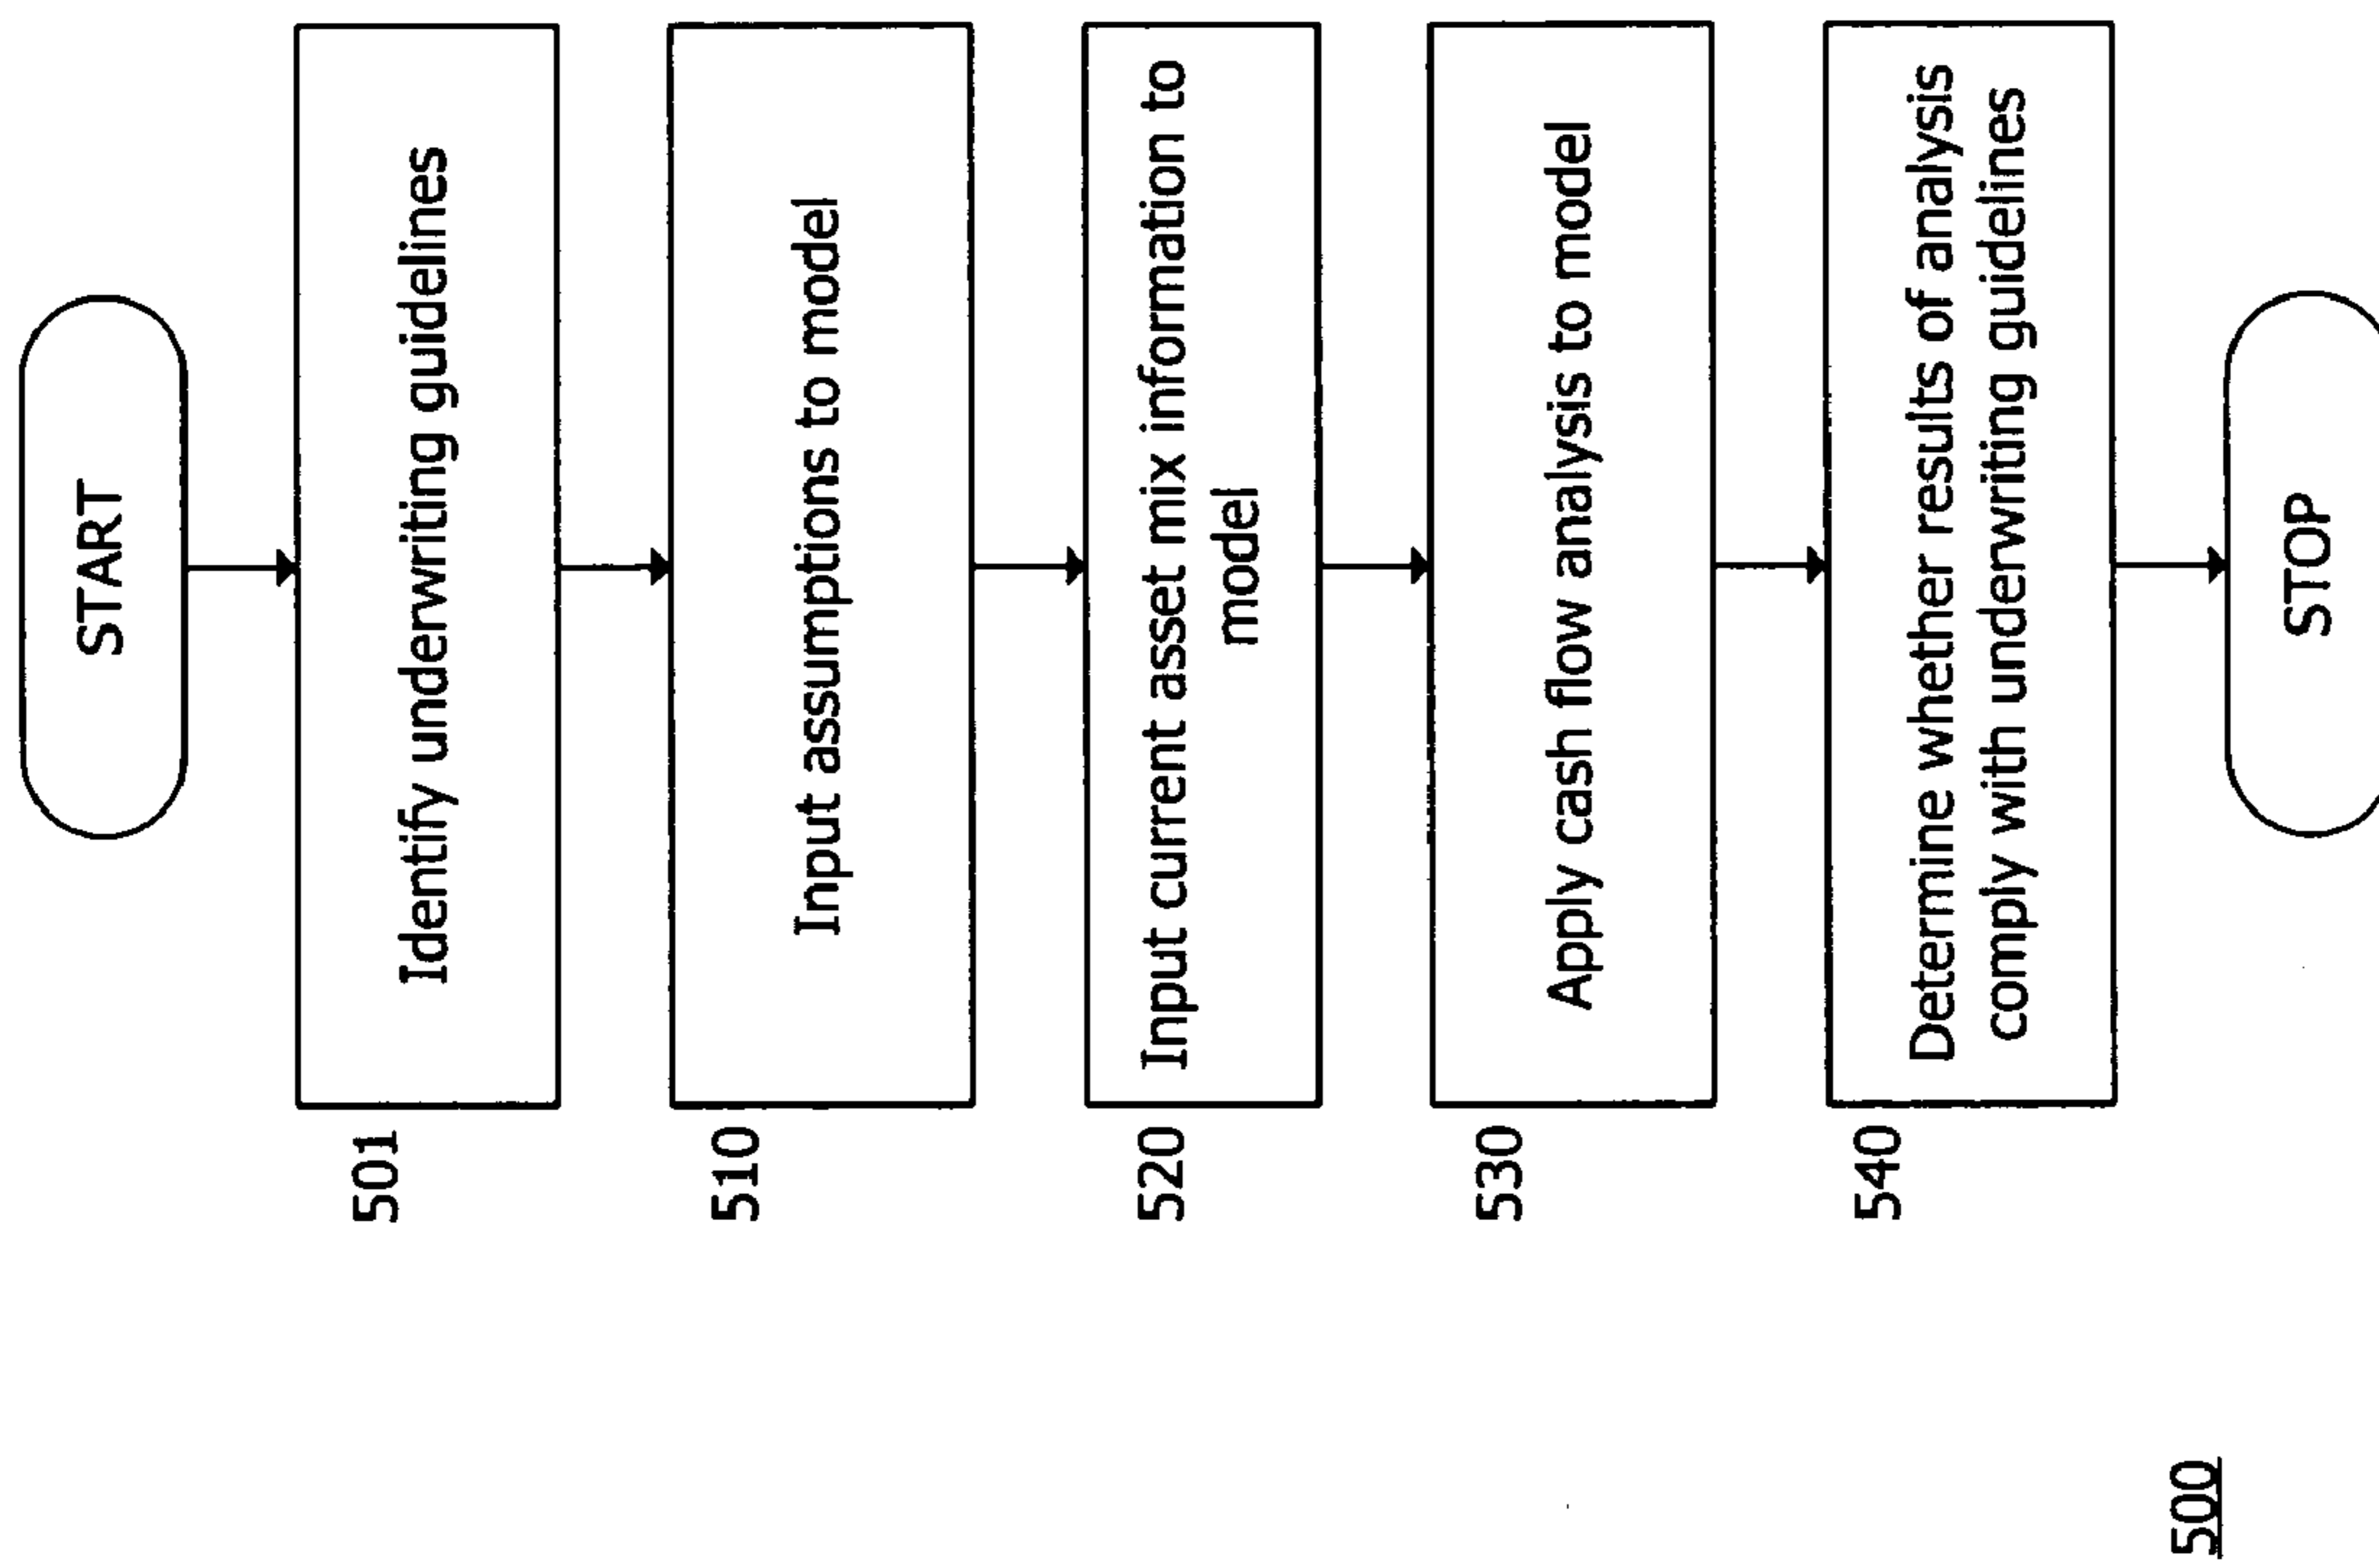 START
501
Identify underwriting guidelines
510
Input assumptions to model
520
Input current asset mix information to
model
530
Apply cash flow analysis to model
540
Determine whether results of analysis
comply with underwriting guidelines
STOP
500